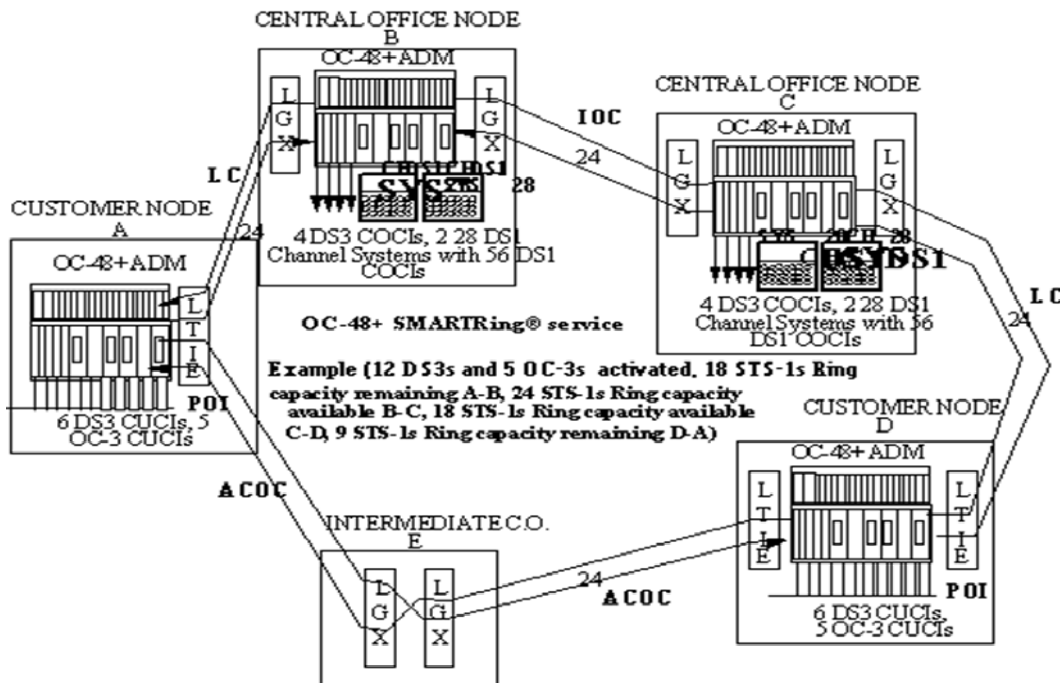 CENTRAL OFFICE NODE
B
OC-48+ ADM
L
G
X
L
G
X
4 DS3 COCIs, 2 28 DS1
Channel Systems with 56 DS1
COCIs
28
IOC
24
CENTRAL OFFICE NODE
C
OC-48+ ADM
L
G
X
L
G
X
4 DS3 COCIs, 2 28 DS1
Channel Systems with 56
DS1 COCIs
LC
24
LC
24
CUSTOMER NODE
A
OC-48+ ADM
L
T
I
E
POI
6 DS3 CUCIs, 5
OC-3 CUCIs
OC-48+ SMARTRing® service
Example (12 DS3s and 5 OC-3s activated, 18 STS-1s Ring
capacity remaining A-B, 24 STS-1s Ring capacity
available B-C, 18 STS-1s Ring capacity available
C-D, 9 STS-1s Ring capacity remaining D-A)
CUSTOMER NODE
D
OC-48+ ADM
L
T
I
E
L
T
I
E
POI
6 DS3 CUCIs,
5 OC-3 CUCIs
ACOC
INTERMEDIATE C.O.
E
L
G
X
L
G
X
24
ACOC